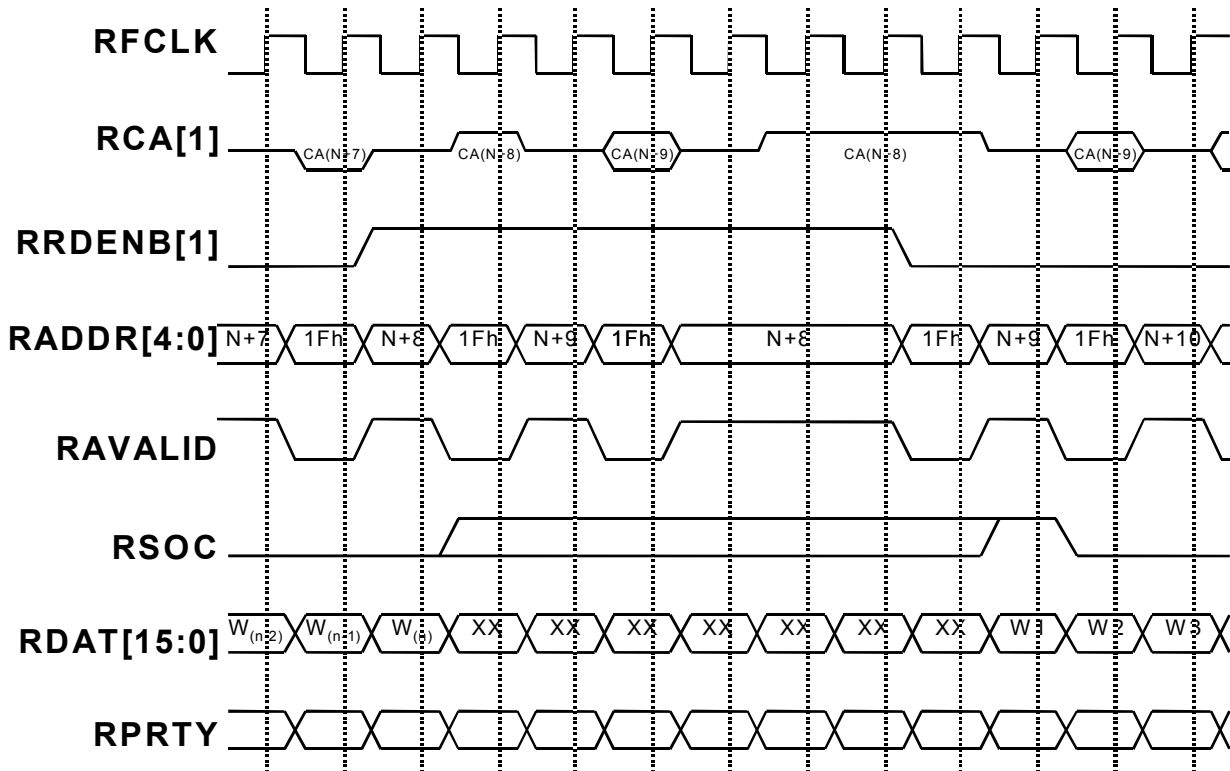 RFCLK
RCA[1]
CA(N+7) CA(N+8) CA(N+9) CA(N+8) CA(N+9)
RRDENB[1]
RADDR[4:0] N+7 1Fh N+8 1Fh N+9 1Fh N+8 1Fh N+9 1Fh N+10
RAVALID
RSOC
RDAT[15:0] W(n-2) W(n-1) W(n) XX XX XX XX XX XX XX W1 W2 W3
RPRTY